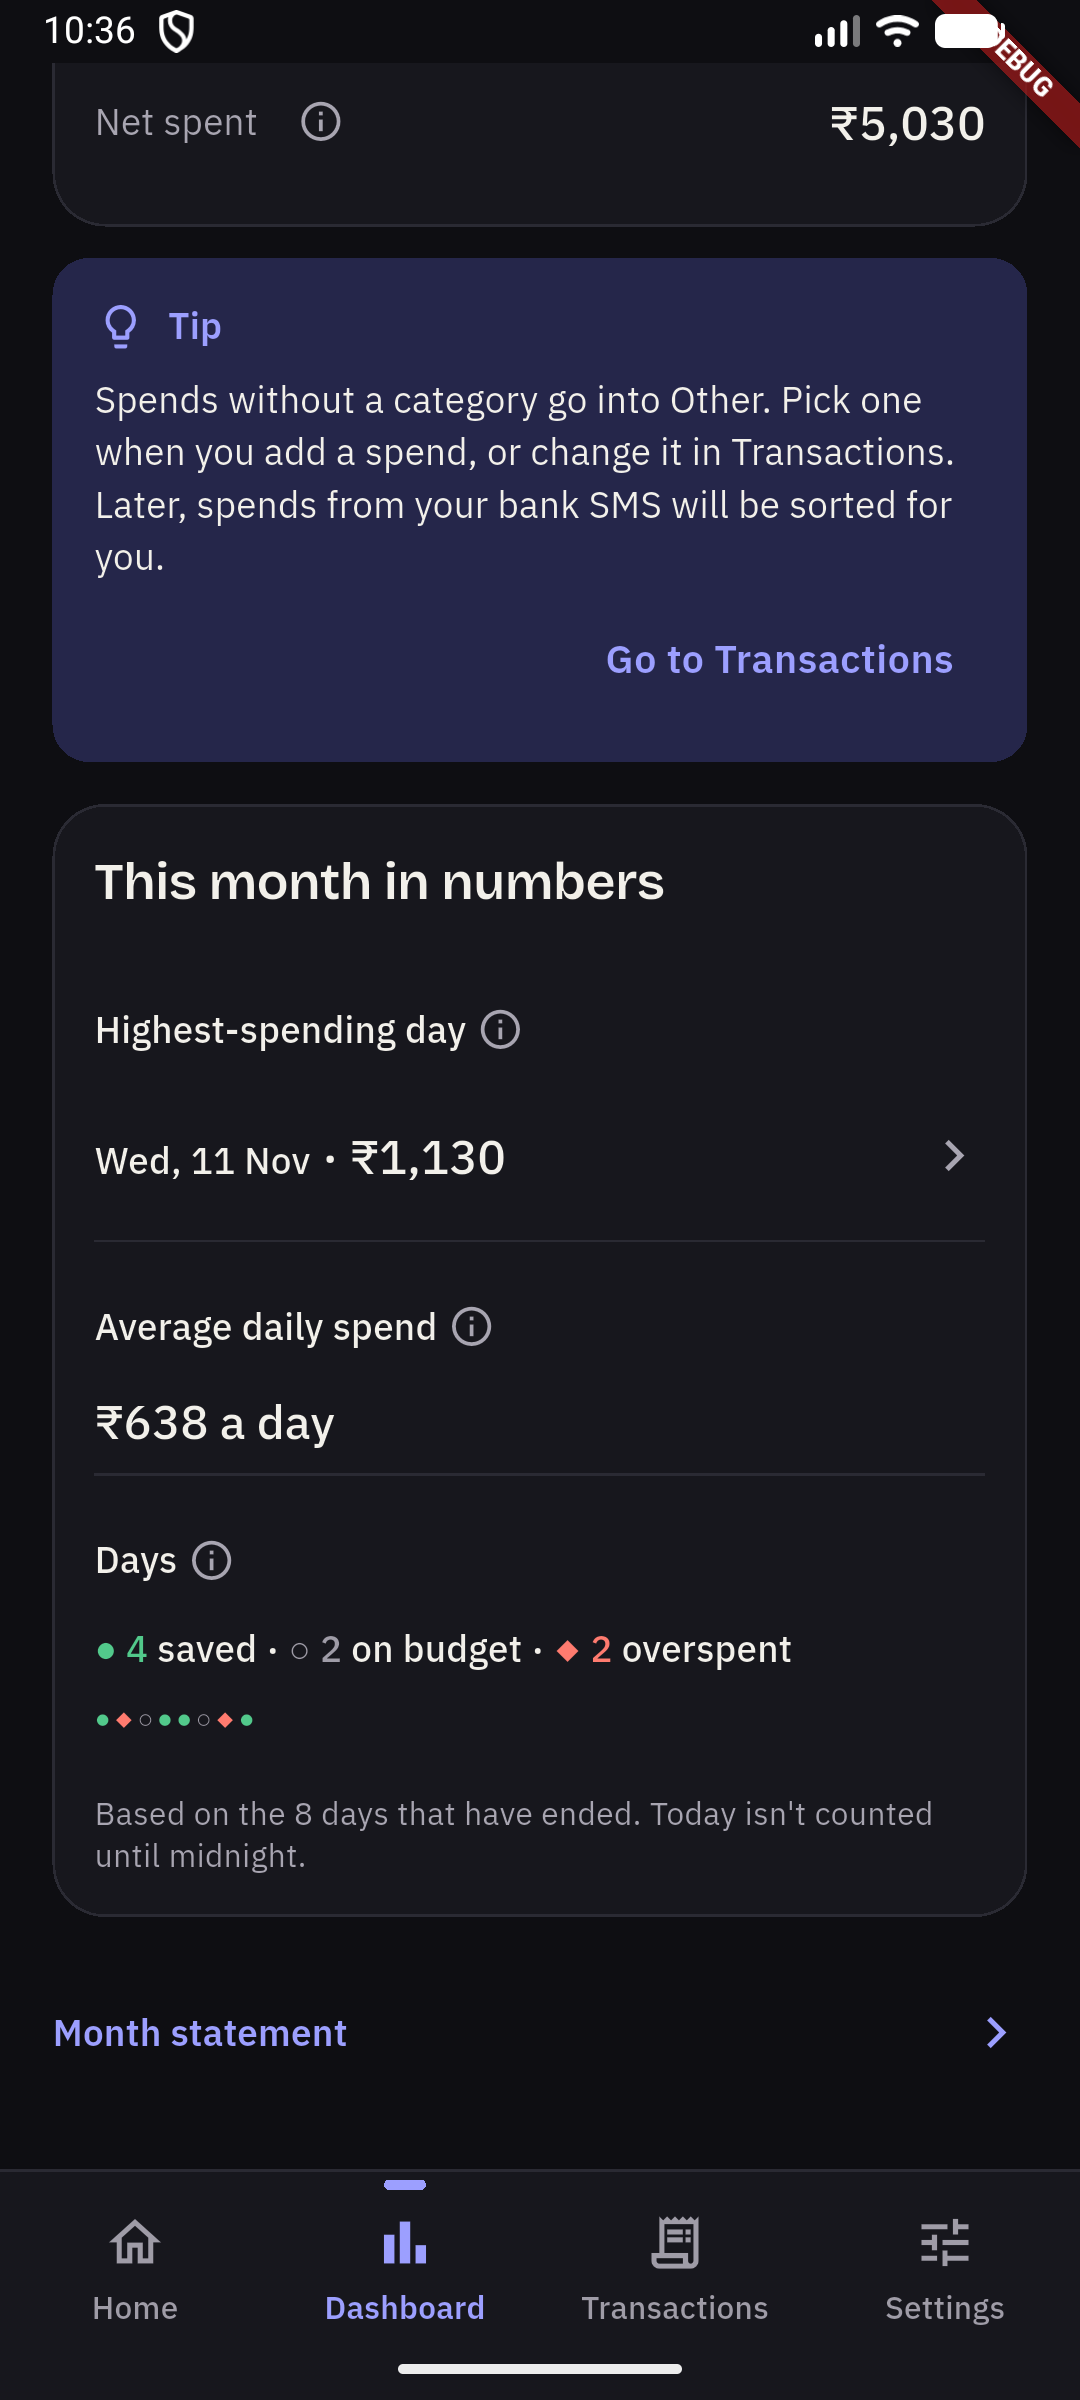 10:36
EBUG
Net spent
₹5,030
Tip
Spends without a category go into Other. Pick one
when you add a spend, or change it in Transactions.
Later, spends from your bank SMS will be sorted for
you.
Go to Transactions
This month in numbers
Highest-spending day
Wed, 11 Nov · ₹1,130
Average daily spend
₹638 a day
Days
4 saved · 2 on budget · 2 overspent
Based on the 8 days that have ended. Today isn't counted
until midnight.
Month statement
Home
Dashboard
Transactions
Settings